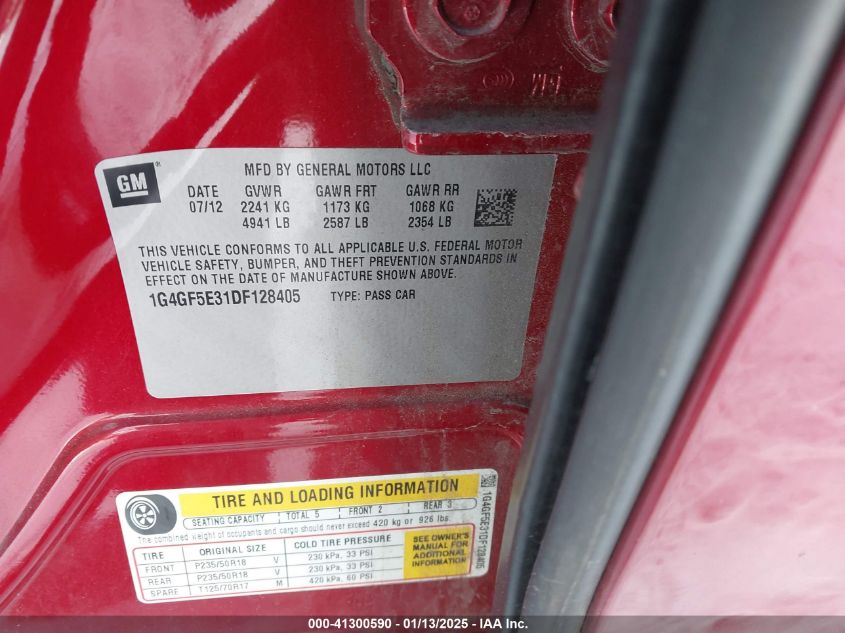 GM
MFD BY GENERAL MOTORS LLC
DATE GVWR GAWR FRT GAWR RR
07/12 2241 KG 1173 KG 1068 KG
4941 LB 2587 LB 2354 LB
THIS VEHICLE CONFORMS TO ALL APPLICABLE U.S. FEDERAL MOTOR
VEHICLE SAFETY, BUMPER, AND THEFT PREVENTION STANDARDS IN
EFFECT ON THE DATE OF MANUFACTURE SHOWN ABOVE.
1G4GF5E31DF128405 TYPE: PASS CAR
TIRE AND LOADING INFORMATION
SEATING CAPACITY TOTAL 5 FRONT 2 REAR 3
The combined weight of occupants and cargo should never exceed 420 kg or 926 lbs.
TIRE ORIGINAL SIZE COLD TIRE PRESSURE
FRONT P235/50R18 V 230 kPa, 33 PSI
REAR P235/50R18 V 230 kPa, 33 PSI
SPARE T125/70R17 M 420 kPa, 60 PSI
SEE OWNER'S
MANUAL FOR
ADDITIONAL
INFORMATION
1G4GF5E31DF128405
000-41300590 - 01/13/2025 - IAA Inc.